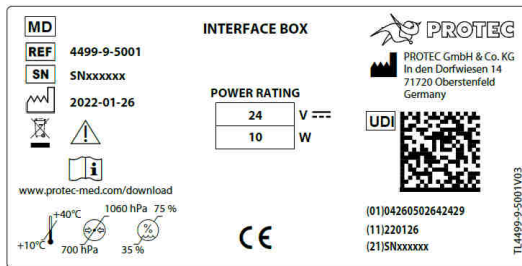 MD
REF 4499-9-5001
SN SNxxxxxx
2022-01-26
i
www.protec-med.com/download
+10°C +40°C
700 hPa 1060 hPa
35 % % 75 %
INTERFACE BOX
POWER RATING
24 V
10 W
CE
PROTEC
PROTEC GmbH & Co. KG
In den Dorfwiesen 14
71720 Oberstenfeld
Germany
UDI
(01)04260502642429
(11)220126
(21)SNxxxxxx
TL4499-9-5001V03